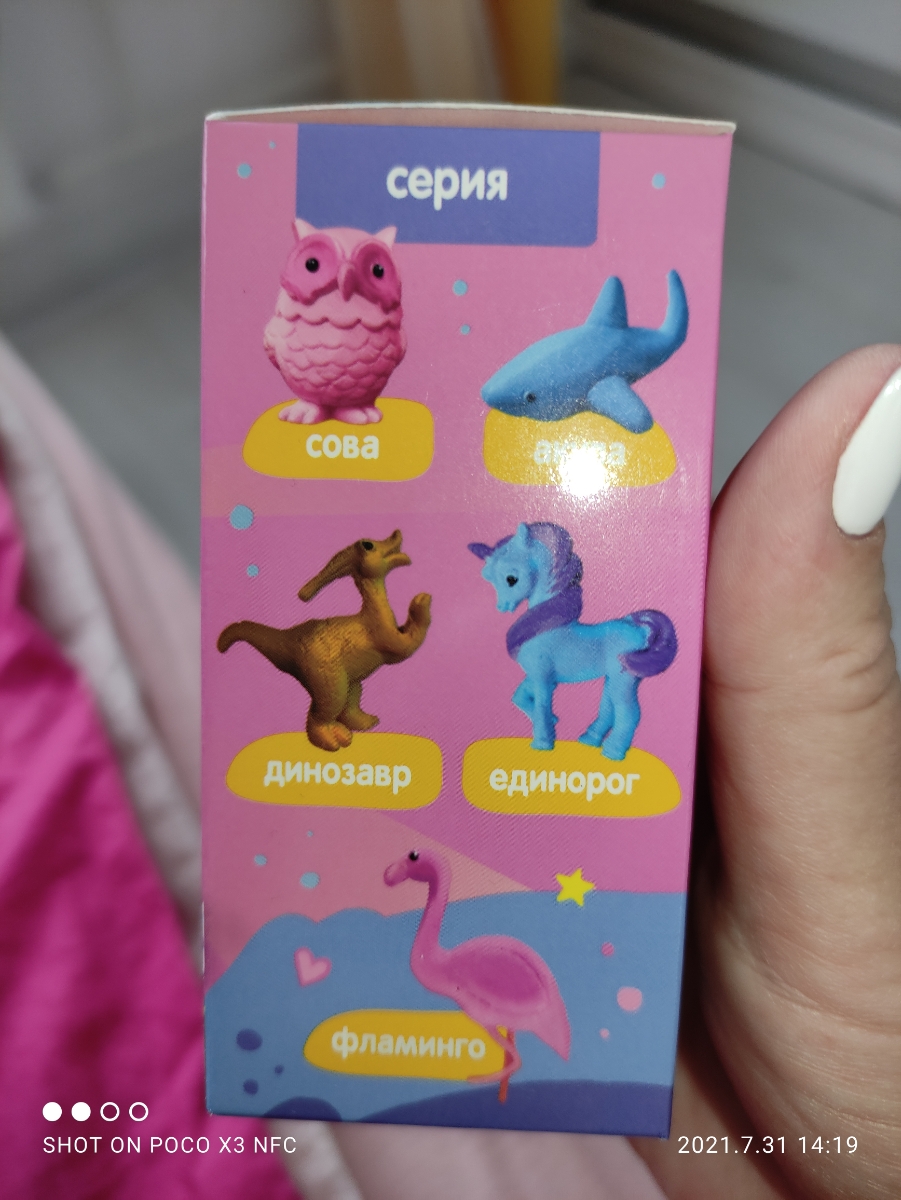 серия
сова
динозавр
единорог
фламинго
SHOT ON POCO X3 NFC
2021.7.31 14:19